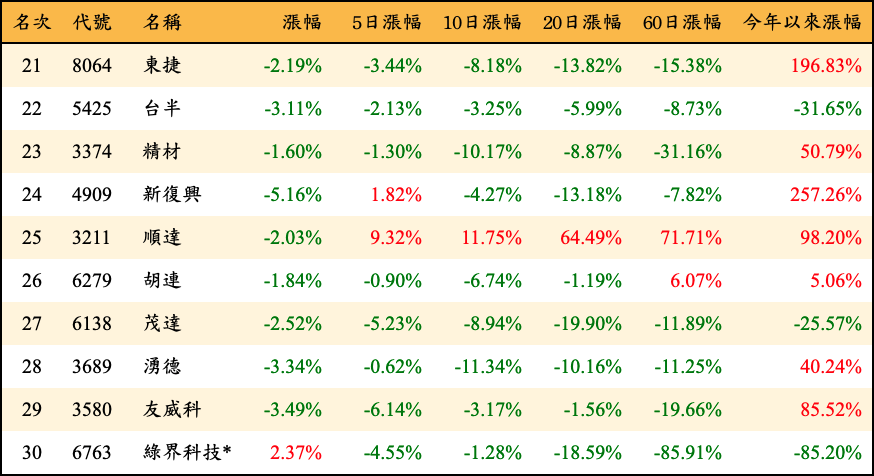 名次 代號 名稱 漲幅 5日漲幅 10日漲幅 20日漲幅 60日漲幅 今年以來漲幅
21 8064 東捷 -2.19% -3.44% -8.18% -13.82% -15.38% 196.83%
22 5425 台半 -3.11% -2.13% -3.25% -5.99% -8.73% -31.65%
23 3374 精材 -1.60% -1.30% -10.17% -8.87% -31.16% 50.79%
24 4909 新復興 -5.16% 1.82% -4.27% -13.18% -7.82% 257.26%
25 3211 順達 -2.03% 9.32% 11.75% 64.49% 71.71% 98.20%
26 6279 胡連 -1.84% -0.90% -6.74% -1.19% 6.07% 5.06%
27 6138 茂達 -2.52% -5.23% -8.94% -19.90% -11.89% -25.57%
28 3689 湧德 -3.34% -0.62% -11.34% -10.16% -11.25% 40.24%
29 3580 友威科 -3.49% -6.14% -3.17% -1.56% -19.66% 85.52%
30 6763 綠界科技* 2.37% -4.55% -1.28% -18.59% -85.91% -85.20%